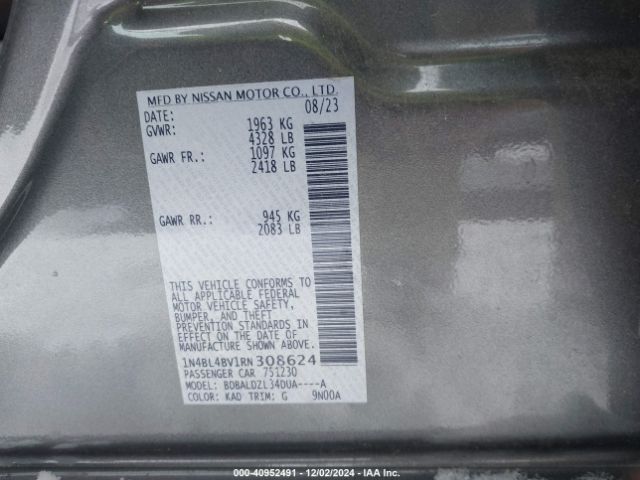 MFD BY NISSAN MOTOR CO., LTD.
DATE: 08/23
GVWR: 1963 KG
4328 LB
GAWR FR.: 1097 KG
2418 LB
GAWR RR.: 945 KG
2083 LB
THIS VEHICLE CONFORMS TO
ALL APPLICABLE FEDERAL
MOTOR VEHICLE SAFETY,
BUMPER, AND THEFT
PREVENTION STANDARDS IN
EFFECT ON THE DATE OF
MANUFACTURE SHOWN ABOVE.
1N4BL4BV1RN308624
PASSENGER CAR 751230
MODEL: BDBALDZL34DUA----A
COLOR: KAD TRIM: G 9N00A
000-40952491 - 12/02/2024 - IAA Inc.